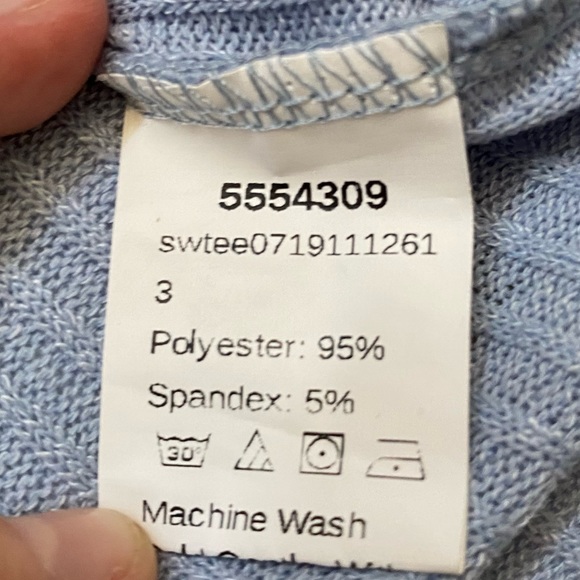 5554309
swtee0719111261
3
Polyester: 95%
Spandex: 5%
30°
Machine Wash